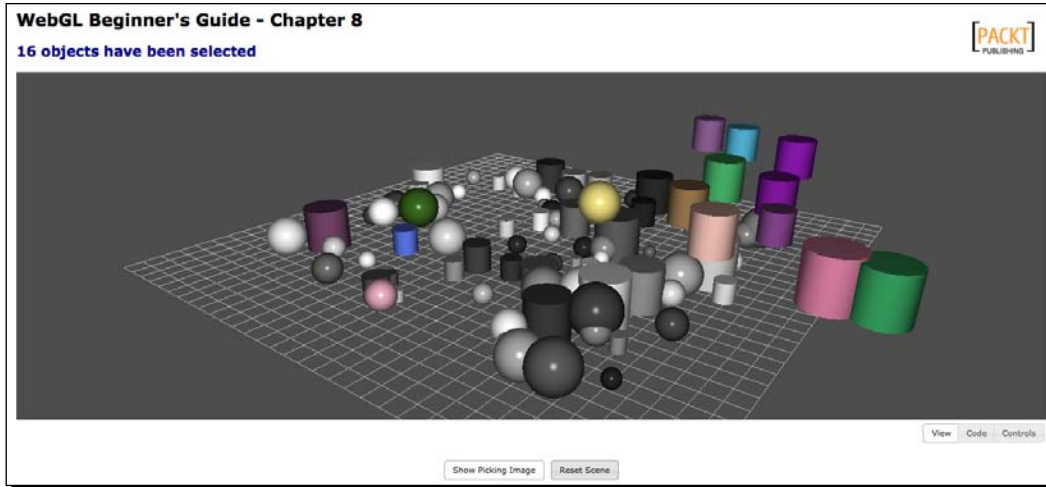 WebGL Beginner's Guide - Chapter 8
16 objects have been selected
[PACKT]
PUBLISHING
View Code Controls
Show Picking Image Reset Scene